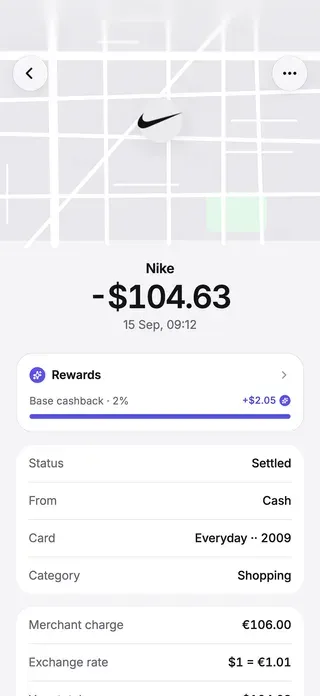 Nike
-$104.63
15 Sep, 09:12
Rewards
Base cashback · 2% +$2.05
Status Settled
From Cash
Card Everyday ·· 2009
Category Shopping
Merchant charge €106.00
Exchange rate $1 = €1.01